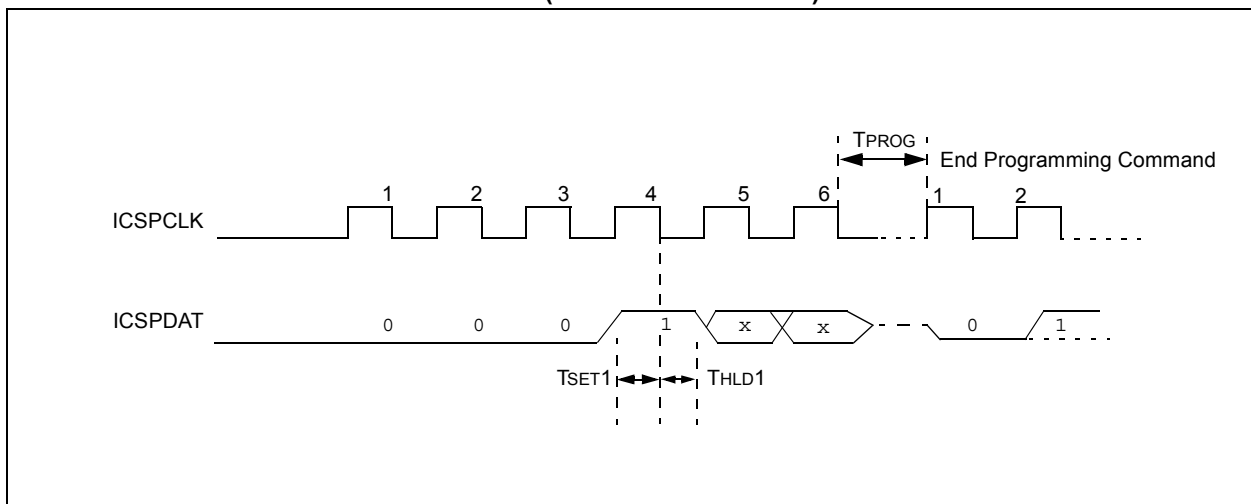 TPROG
End Programming Command
1 2 3 4 5 6 1 2
ICSPCLK
ICSPDAT
0 0 0 1 x x 0 1
TSET1 THLD1